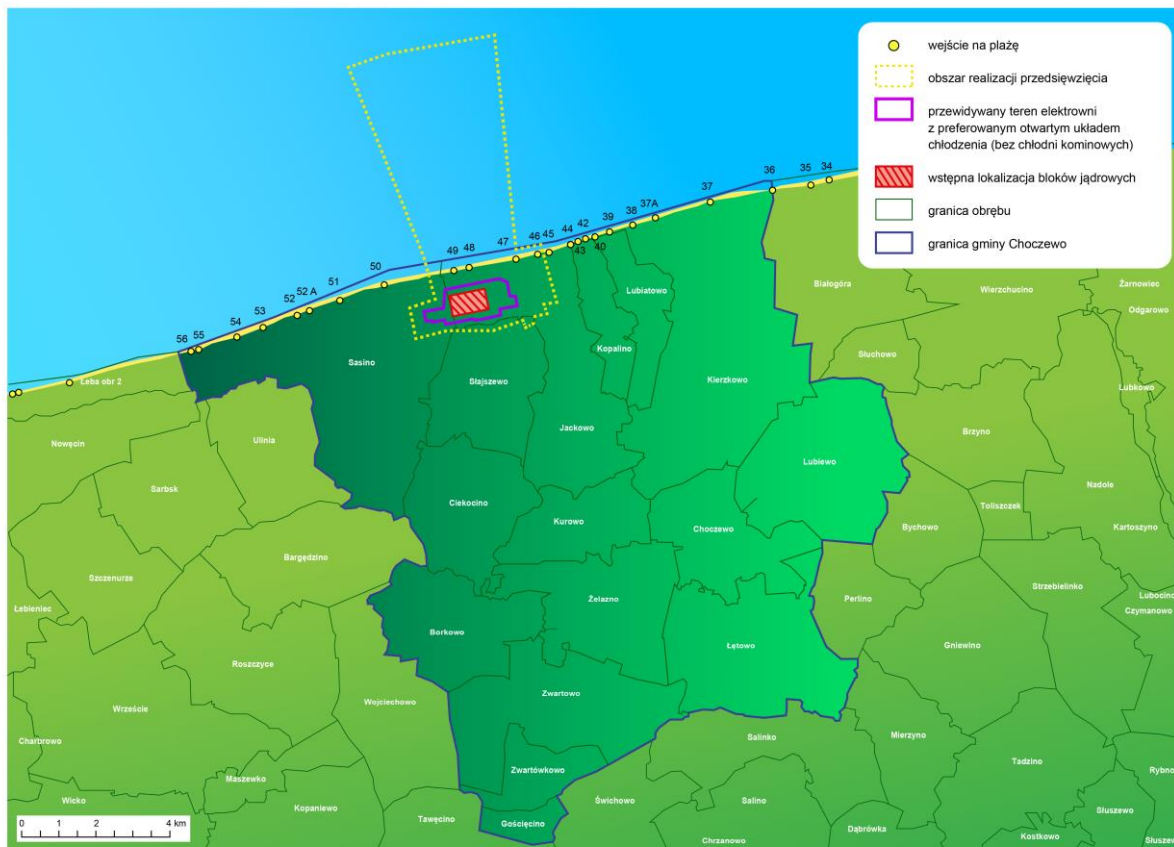 wejście na plażę
obszar realizacji przedsięwzięcia
przewidywany teren elektrowni
z preferowanym otwartym układem
chłodzenia (bez chłodni kominowych)
wstępna lokalizacja bloków jądrowych
granica obrębu
granica gminy Choczewo
36
35
34
37
37A
38
39
40
42
43
44
45
46
47
48
49
50
51
52 A
52
53
54
55
56
Łeba obr 2
Nowęcin
Ulinia
Sarbsk
Szczenurze
Bargędzino
Łebieniec
Roszczyce
Wrzeście
Charbrowo
Maszewko
Wicko
Kopaniewo
Wojciechowo
Tawęcino
Sasino
Słajszewo
Jackowo
Kopalino
Lubiatowo
Kierzkowo
Lubiewo
Ciekocino
Kurowo
Choczewo
Borkowo
Żelazno
Łętowo
Zwartowo
Zwartówkowo
Gościęcino
Białogóra
Wierzchucino
Żarnowiec
Odgarowo
Słuchowo
Lubkowo
Brzyno
Toliszczek
Nadole
Bychowo
Kartoszyno
Perlino
Strzebielinko
Lubocino
Czymanowo
Gniewino
Salinko
Mierzyno
Tadzino
Rybno
Świchowo
Salino
Słuszewo
Chrzanowo
Dąbrówka
Kostkowo
Słuszew
0 1 2 4 km